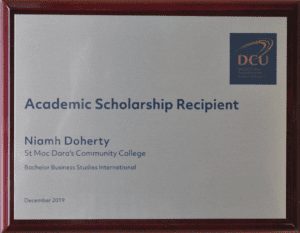 DCU
Academic Scholarship Recipient
Niamh Doherty
St Mac Dara's Community College
Bachelor Business Studies International
December 2019